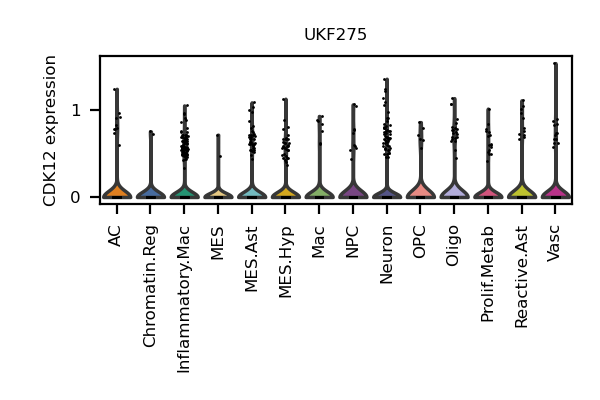 UKF275
CDK12 expression
1
0
AC
Chromatin.Reg
Inflammatory.Mac
MES
MES.Ast
MES.Hyp
Mac
NPC
Neuron
OPC
Oligo
Prolif.Metab
Reactive.Ast
Vasc